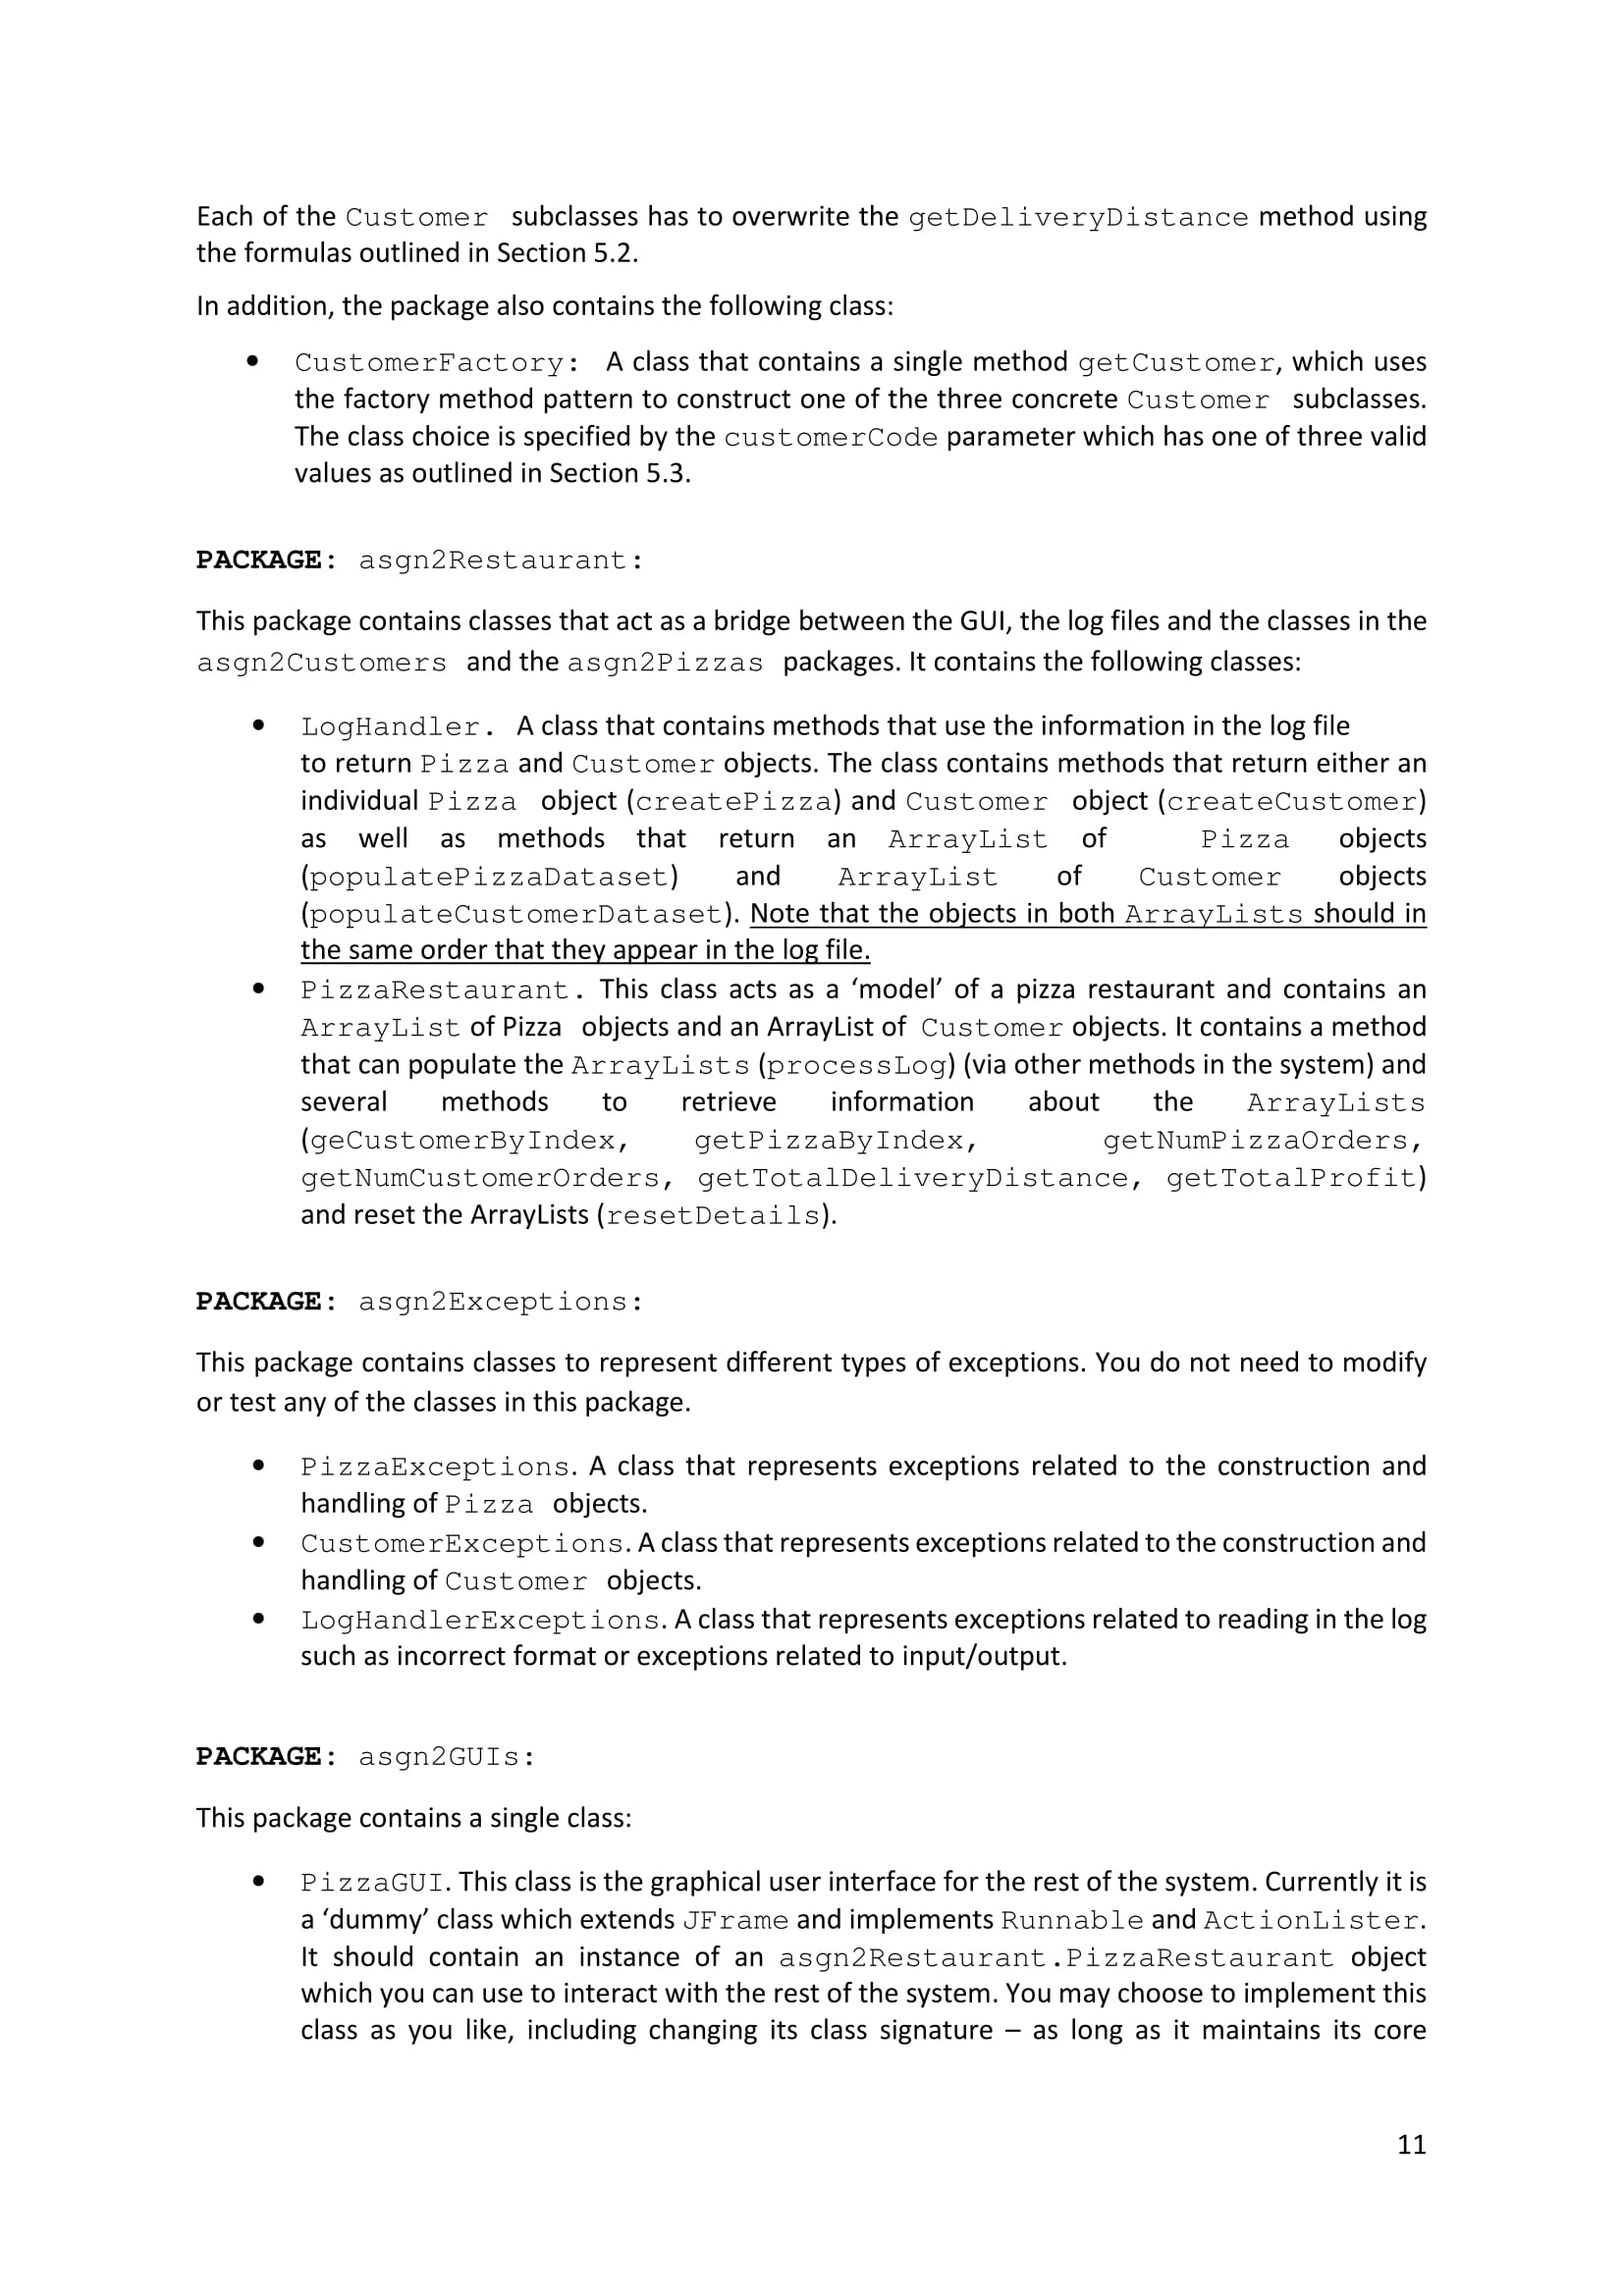 Each of the Customer subclasses has to overwrite the getDeliveryDistance method using
the formulas outlined in Section 5.2.
In addition, the package also contains the following class:
• CustomerFactory: A class that contains a single method getCustomer, which uses
the factory method pattern to construct one of the three concrete Customer subclasses.
The class choice is specified by the customerCode parameter which has one of three valid
values as outlined in Section 5.3.
PACKAGE: asgn2Restaurant:
This package contains classes that act as a bridge between the GUI, the log files and the classes in the
asgn2Customers and the asgn2Pizzas packages. It contains the following classes:
• LogHandler. A class that contains methods that use the information in the log file
to return Pizza and Customer objects. The class contains methods that return either an
individual Pizza object (createPizza) and Customer object (createCustomer)
as well as methods that return an ArrayList of Pizza objects
(populatePizzaDataset) and ArrayList of Customer objects
(populateCustomerDataset). Note that the objects in both ArrayLists should in
the same order that they appear in the log file.
• PizzaRestaurant. This class acts as a ‘model’ of a pizza restaurant and contains an
ArrayList of Pizza objects and an ArrayList of Customer objects. It contains a method
that can populate the ArrayLists (processLog) (via other methods in the system) and
several methods to retrieve information about the ArrayLists
(geCustomerByIndex, getPizzaByIndex, getNumPizzaOrders,
getNumCustomerOrders, getTotalDeliveryDistance, getTotalProfit)
and reset the ArrayLists (resetDetails).
PACKAGE: asgn2Exceptions:
This package contains classes to represent different types of exceptions. You do not need to modify
or test any of the classes in this package.
• PizzaExceptions. A class that represents exceptions related to the construction and
handling of Pizza objects.
• CustomerExceptions. A class that represents exceptions related to the construction and
handling of Customer objects.
• LogHandlerExceptions. A class that represents exceptions related to reading in the log
such as incorrect format or exceptions related to input/output.
PACKAGE: asgn2GUIs:
This package contains a single class:
• PizzaGUI. This class is the graphical user interface for the rest of the system. Currently it is
a ‘dummy’ class which extends JFrame and implements Runnable and ActionLister.
It should contain an instance of an asgn2Restaurant.PizzaRestaurant object
which you can use to interact with the rest of the system. You may choose to implement this
class as you like, including changing its class signature – as long as it maintains its core
11